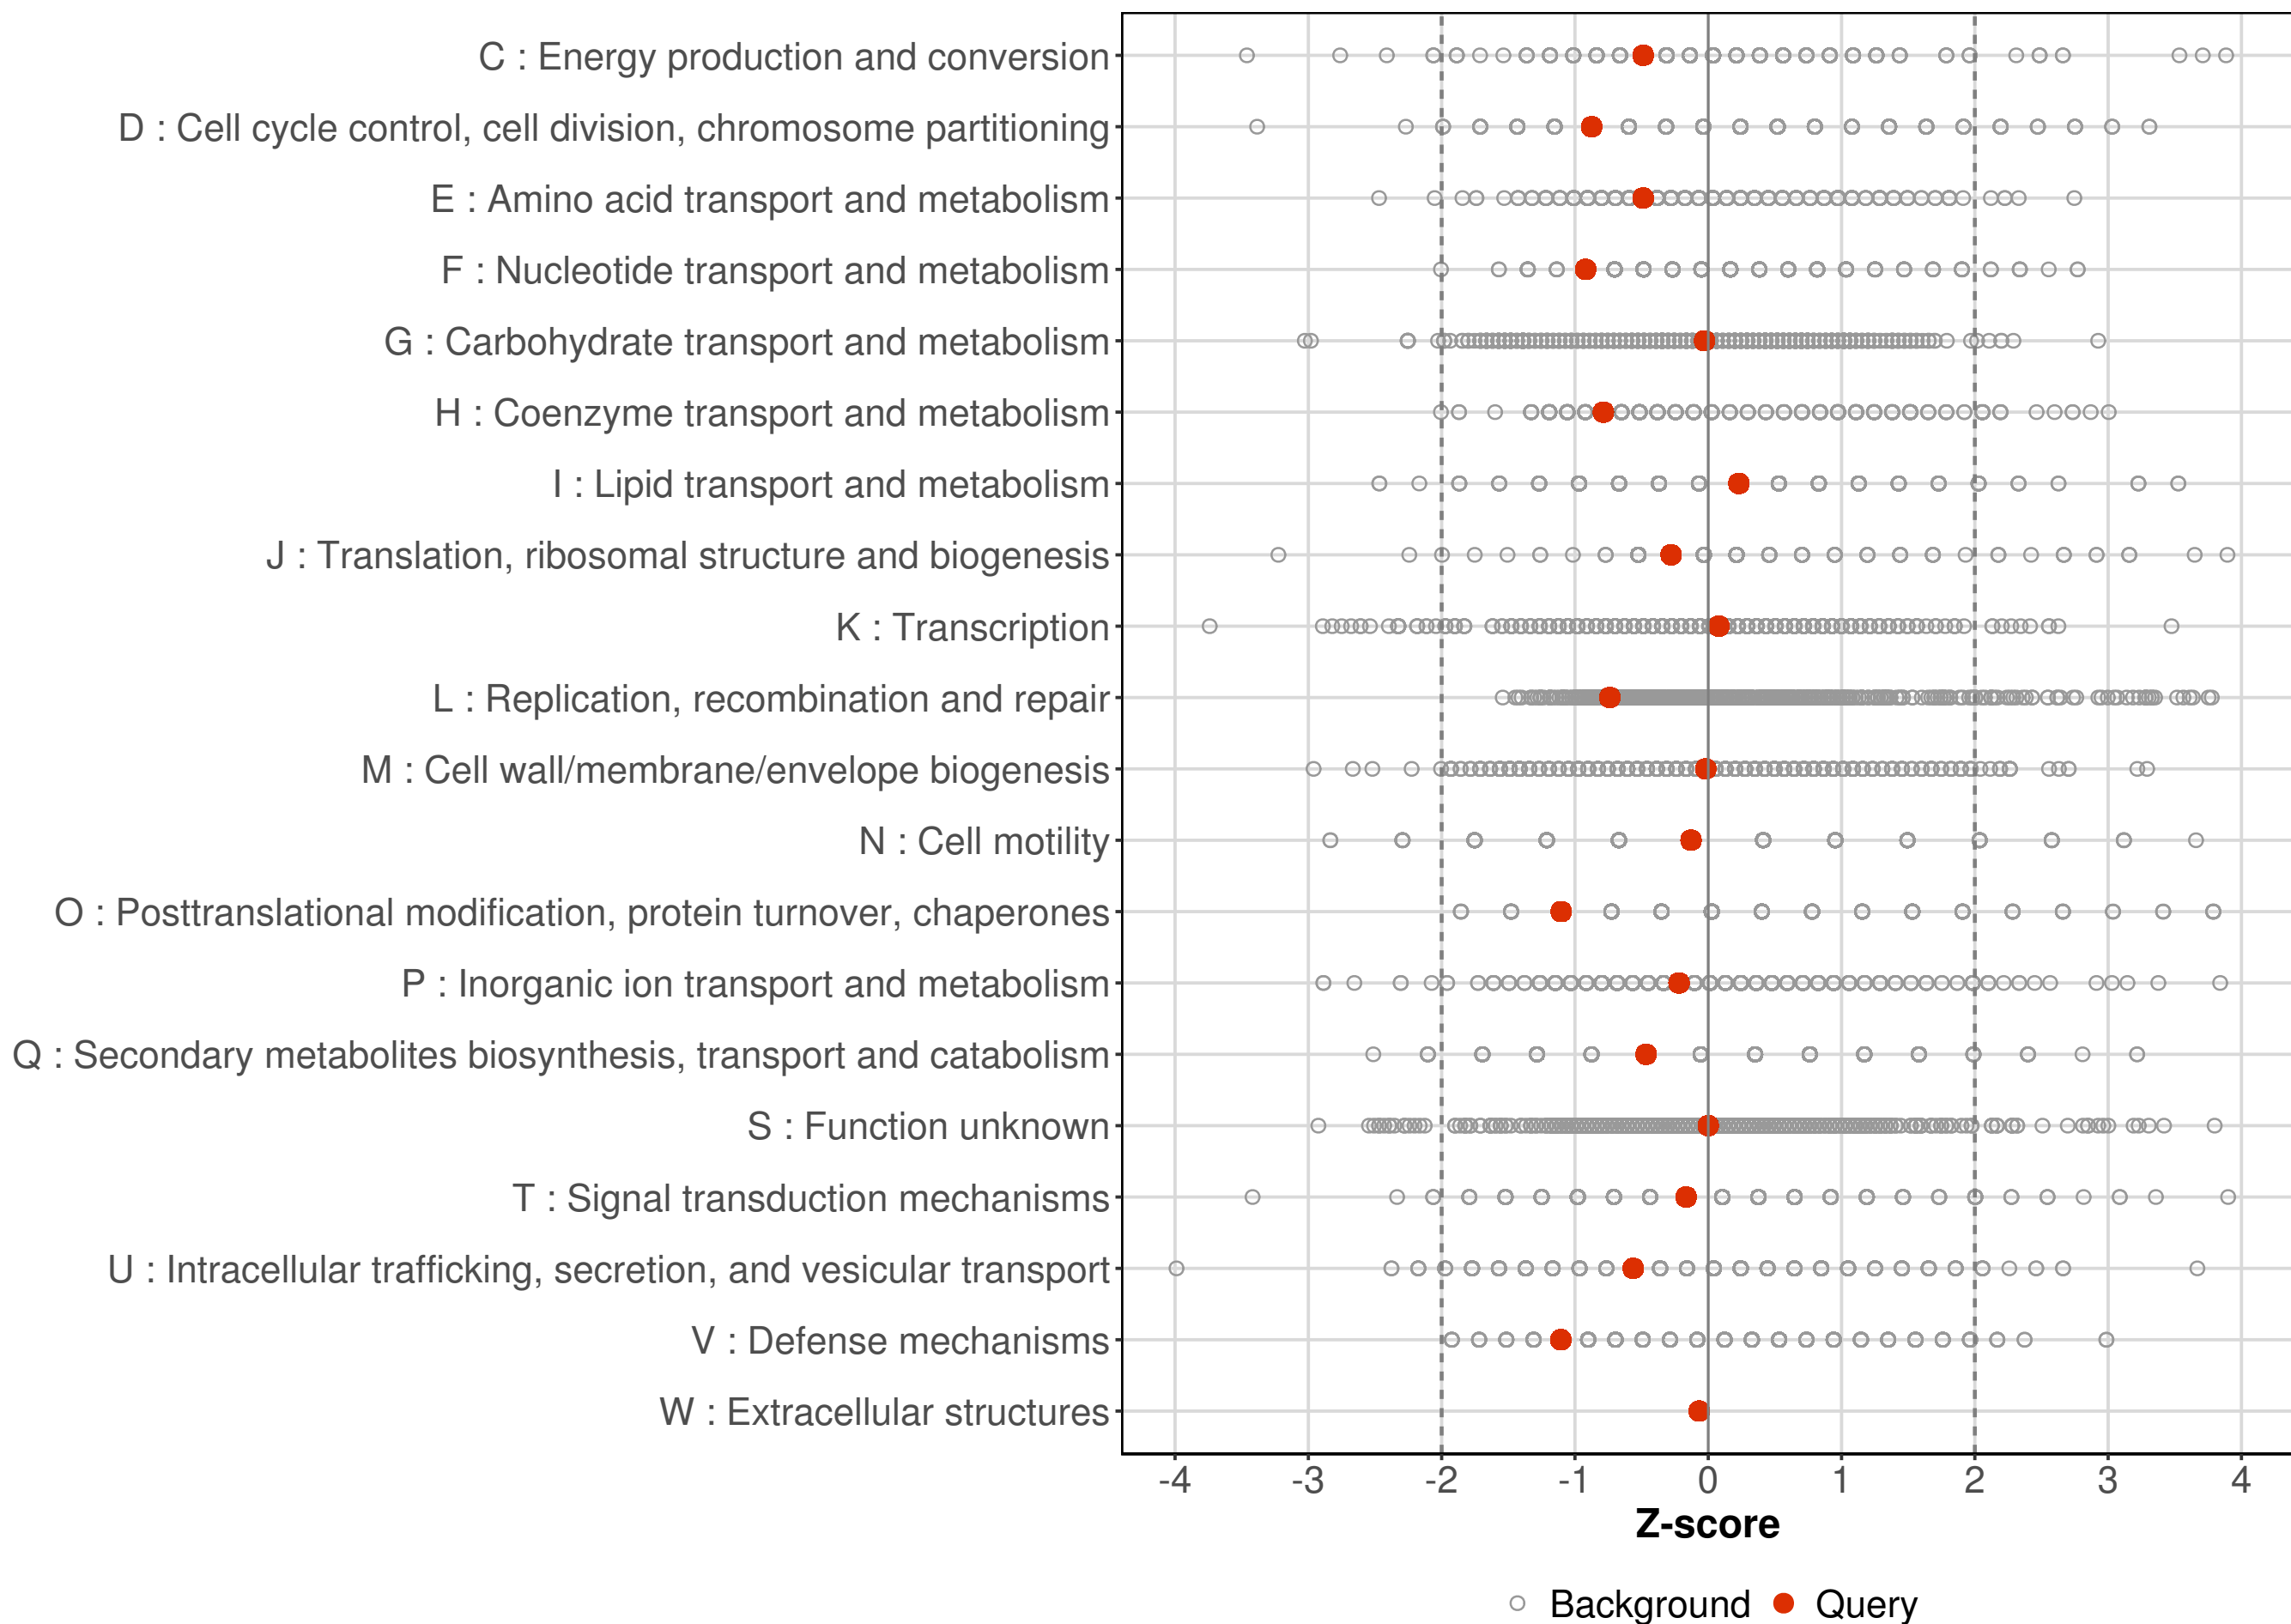 C : Energy production and conversion
D : Cell cycle control, cell division, chromosome partitioning
E : Amino acid transport and metabolism
F : Nucleotide transport and metabolism
G : Carbohydrate transport and metabolism
H : Coenzyme transport and metabolism
I : Lipid transport and metabolism
J : Translation, ribosomal structure and biogenesis
K : Transcription
L : Replication, recombination and repair
M : Cell wall/membrane/envelope biogenesis
N : Cell motility
O : Posttranslational modification, protein turnover, chaperones
P : Inorganic ion transport and metabolism
Q : Secondary metabolites biosynthesis, transport and catabolism
S : Function unknown
T : Signal transduction mechanisms
U : Intracellular trafficking, secretion, and vesicular transport
V : Defense mechanisms
W : Extracellular structures
-4 -3 -2 -1 0 1 2 3 4
Z-score
Background Query